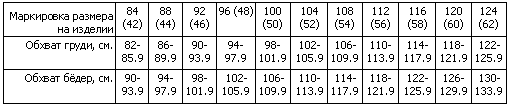 Маркировка размера на изделии 84 (42) 88 (44) 92 (46) 96 (48) 100 (50) 104 (52) 108 (54) 112 (56) 116 (58) 120 (60) 124 (62)
Обхват груди, см. 82-85.9 86-89.9 90-93.9 94-97.9 98-101.9 102-105.9 106-109.9 110-113.9 114-117.9 118-121.9 122-125.9
Обхват бёдер, см. 90-93.9 94-97.9 98-101.9 102-105.9 106-109.9 110-113.9 114-117.9 118-121.9 122-125.9 126-129.9 130-133.9